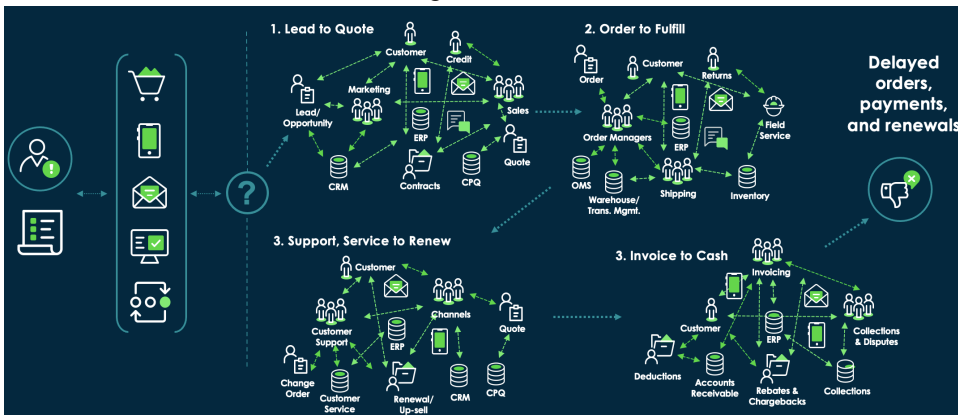 1. Lead to Quote
Customer
Credit
Marketing
Lead/
Opportunity
Sales
ERP
Quote
CRM
Contracts
CPQ
?
2. Order to Fulfill
Order
Customer
Returns
Order Managers
ERP
Field
Service
OMS
Warehouse/
Trans. Mgmt.
Shipping
Inventory
Delayed
orders,
payments,
and renewals
3. Support, Service to Renew
Customer
Channels
Customer
Support
ERP
Quote
Change
Order
Customer
Service
Renewal/
Up-sell
CRM
CPQ
3. Invoice to Cash
Invoicing
Customer
ERP
Collections
& Disputes
Deductions
Accounts
Receivable
Rebates &
Chargebacks
Collections